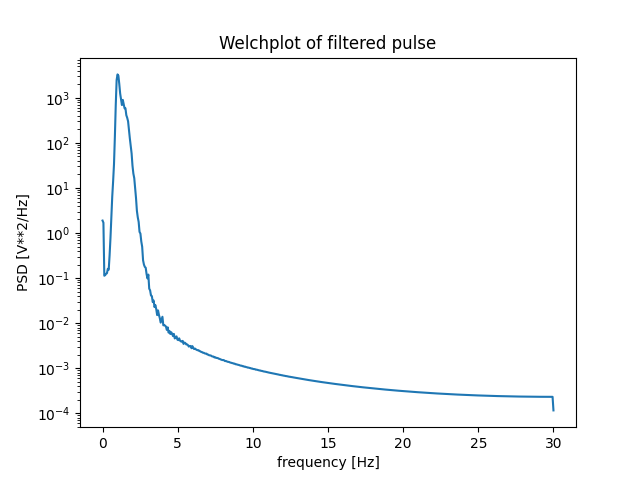 Welchplot of filtered pulse
PSD [V**2/Hz]
10³
10²
10¹
10⁰
10⁻¹
10⁻²
10⁻³
10⁻⁴
0 5 10 15 20 25 30
frequency [Hz]